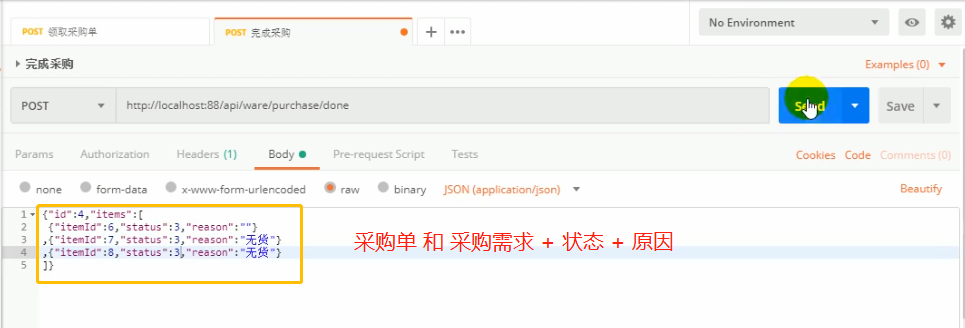 POST 领取采购单
POST 完成采购
No Environment
完成采购
Examples (0)
POST
http://localhost:88/api/ware/purchase/done
Send
Save
Params
Authorization
Headers (1)
Body
Pre-request Script
Tests
Cookies
Code
Comments (0)
none
form-data
x-www-form-urlencoded
raw
binary
JSON (application/json)
Beautify
1 {"id":4,"items":[
2 {"itemId":6,"status":3,"reason":""}
3 ,{"itemId":7,"status":3,"reason":"无货"}
4 ,{"itemId":8,"status":3,"reason":"无货"}
5 ]}
采购单 和 采购需求 + 状态 + 原因